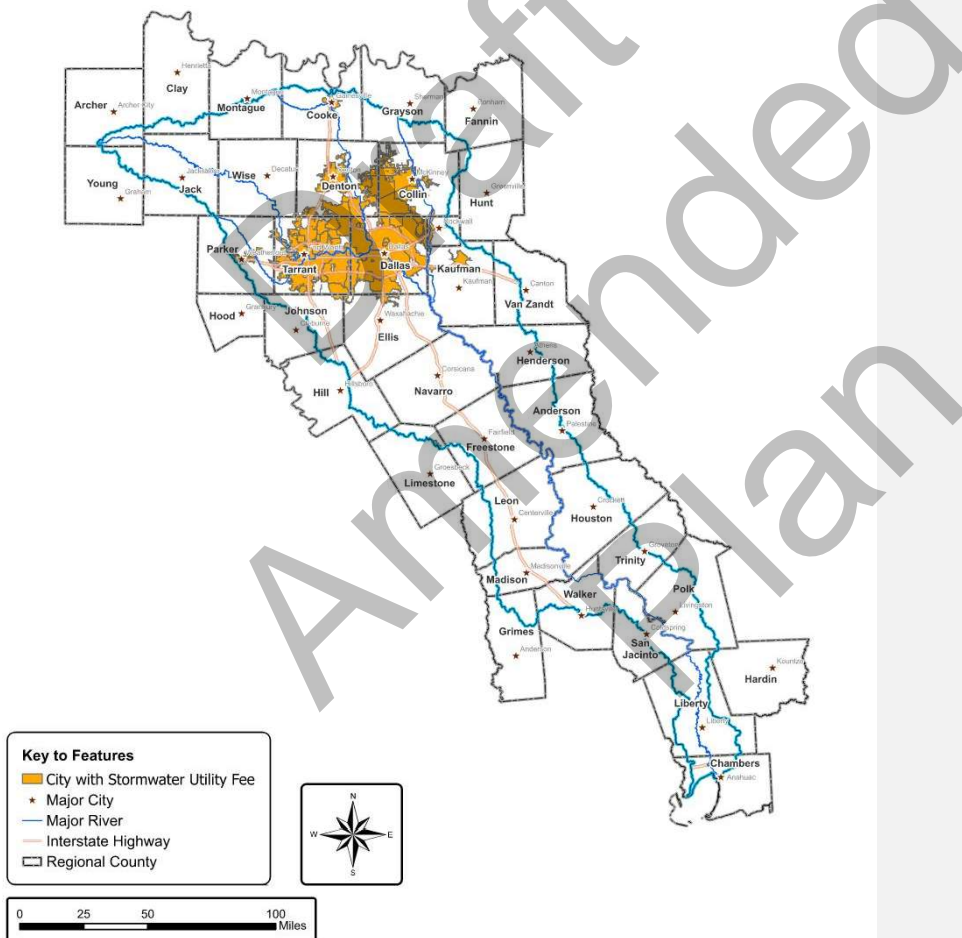 Draft
Amended
Plan
Henrietta
Clay
Archer
Archer City
Montague
Montague
Gainesville
Cooke
Sherman
Grayson
Bonham
Fannin
Young
Graham
Jacksboro
Jack
Wise
Decatur
Denton
Denton
McKinney
Collin
Greenville
Hunt
Rockwall
Parker
Weatherford
Fort Worth
Tarrant
Dallas
Dallas
Kaufman
Kaufman
Canton
Van Zandt
Hood
Granbury
Johnson
Cleburne
Waxahachie
Ellis
Athens
Henderson
Hill
Hillsboro
Corsicana
Navarro
Anderson
Palestine
Fairfield
Freestone
Groesbeck
Limestone
Leon
Centerville
Crockett
Houston
Groveton
Trinity
Madisonville
Madison
Walker
Huntsville
Polk
Livingston
Coldspring
San
Jacinto
Grimes
Anderson
Kountze
Hardin
Liberty
Liberty
Chambers
Anahuac
Key to Features
City with Stormwater Utility Fee
Major City
Major River
Interstate Highway
Regional County
N
W E
S
0 25 50 100
Miles